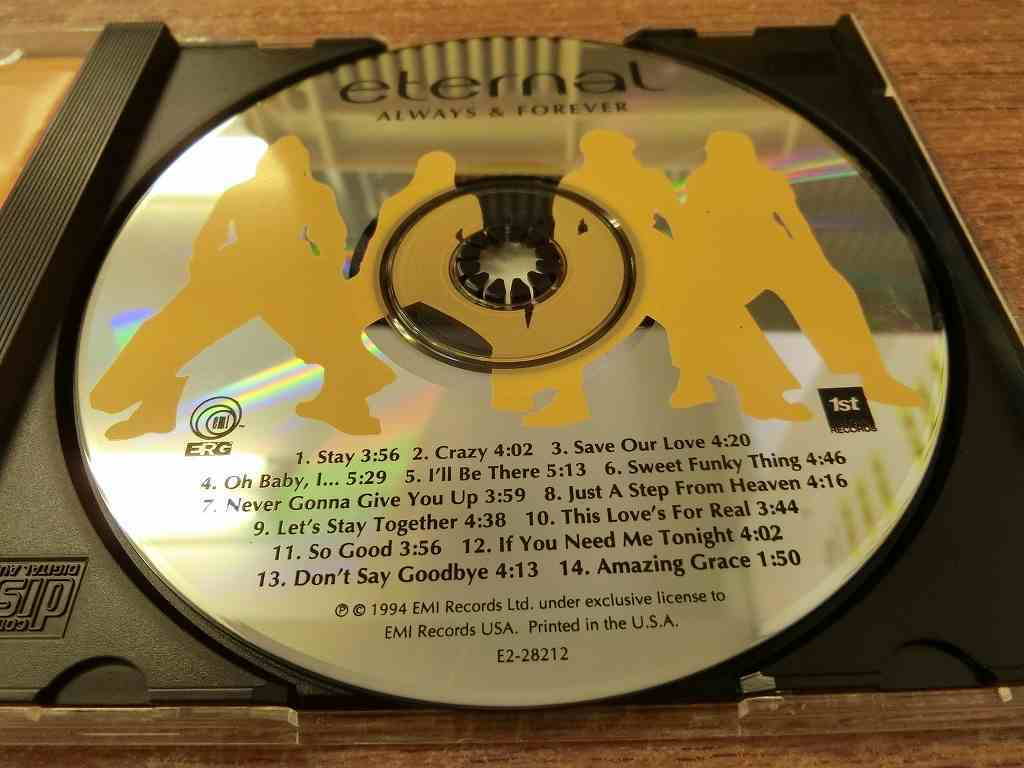 eternal
ALWAYS & FOREVER
emi
ERG
1st
RECORDS
1. Stay 3:56 2. Crazy 4:02 3. Save Our Love 4:20
4. Oh Baby, I... 5:29 5. I'll Be There 5:13 6. Sweet Funky Thing 4:46
7. Never Gonna Give You Up 3:59 8. Just A Step From Heaven 4:16
9. Let's Stay Together 4:38 10. This Love's For Real 3:44
11. So Good 3:56 12. If You Need Me Tonight 4:02
13. Don't Say Goodbye 4:13 14. Amazing Grace 1:50
℗ © 1994 EMI Records Ltd. under exclusive license to
EMI Records USA. Printed in the U.S.A.
E2-28212
disc
DIGITAL AU